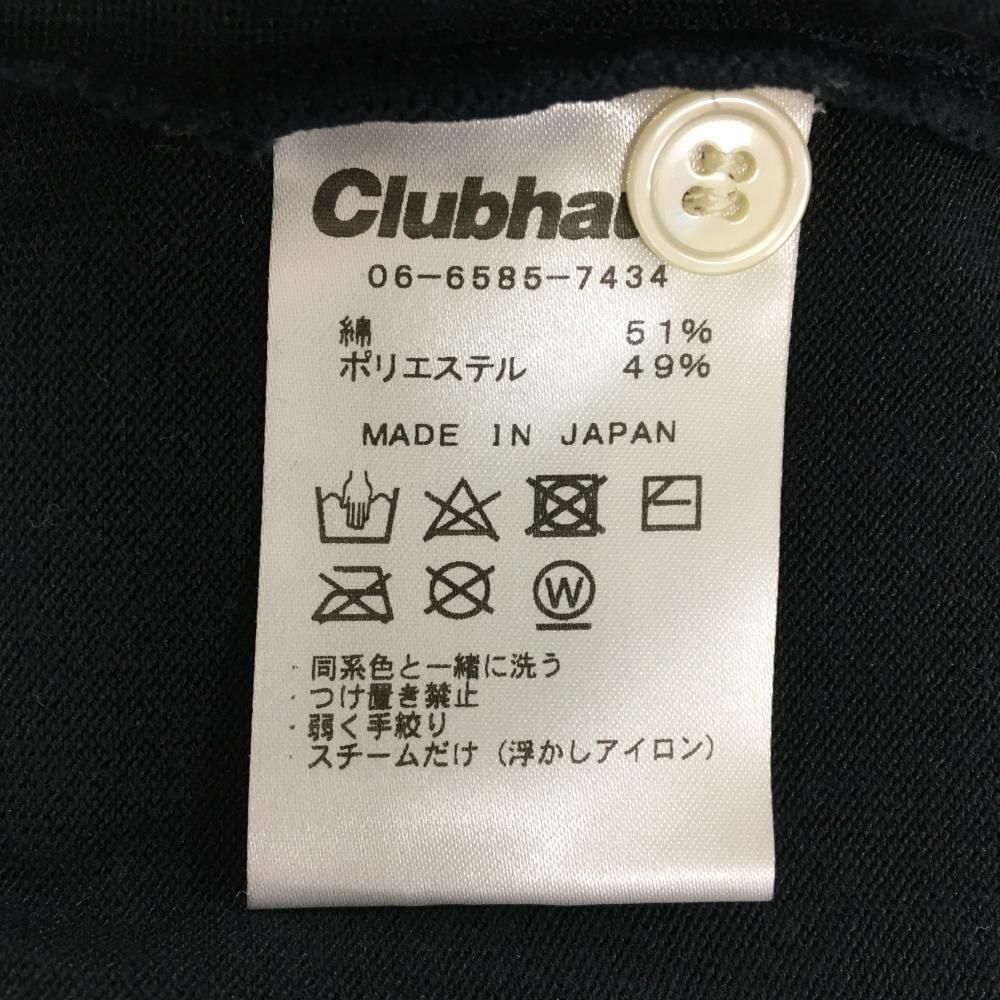 Clubha
06-6585-7434
綿 51%
ポリエステル 49%
MADE IN JAPAN
W
・同系色と一緒に洗う
・つけ置き禁止
・弱く手絞り
・スチームだけ（浮かしアイロン）